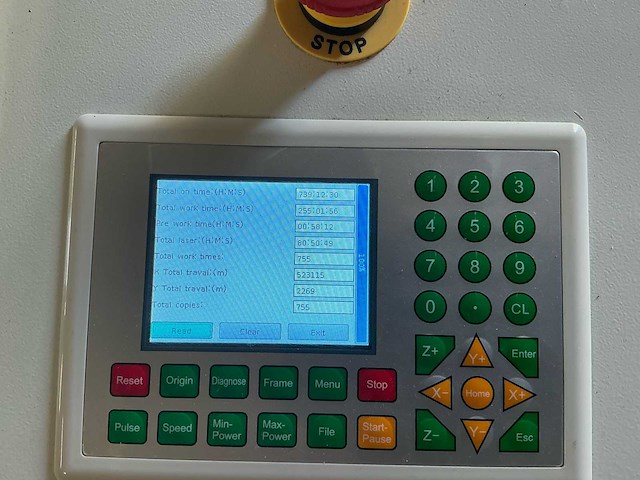 STOP
Total on time:(H:M:S) 739:12:30
Total work time:(H:M:S) 255:01:56
Pre work time(H:M:S) 00:58:12
Total laser:(H:M:S) 80:50:49
Total work times: 755
X Total traval:(m) 523115
Y Total traval:(m) 2269
Total copies: 755
Read Clear Exit
1 2 3
4 5 6
7 8 9
0 . CL
Z+ Y+ Enter
X- Home X+
Z- Y- Esc
Reset Origin Diagnose Frame Menu Stop
Pulse Speed Min-Power Max-Power File Start-Pause